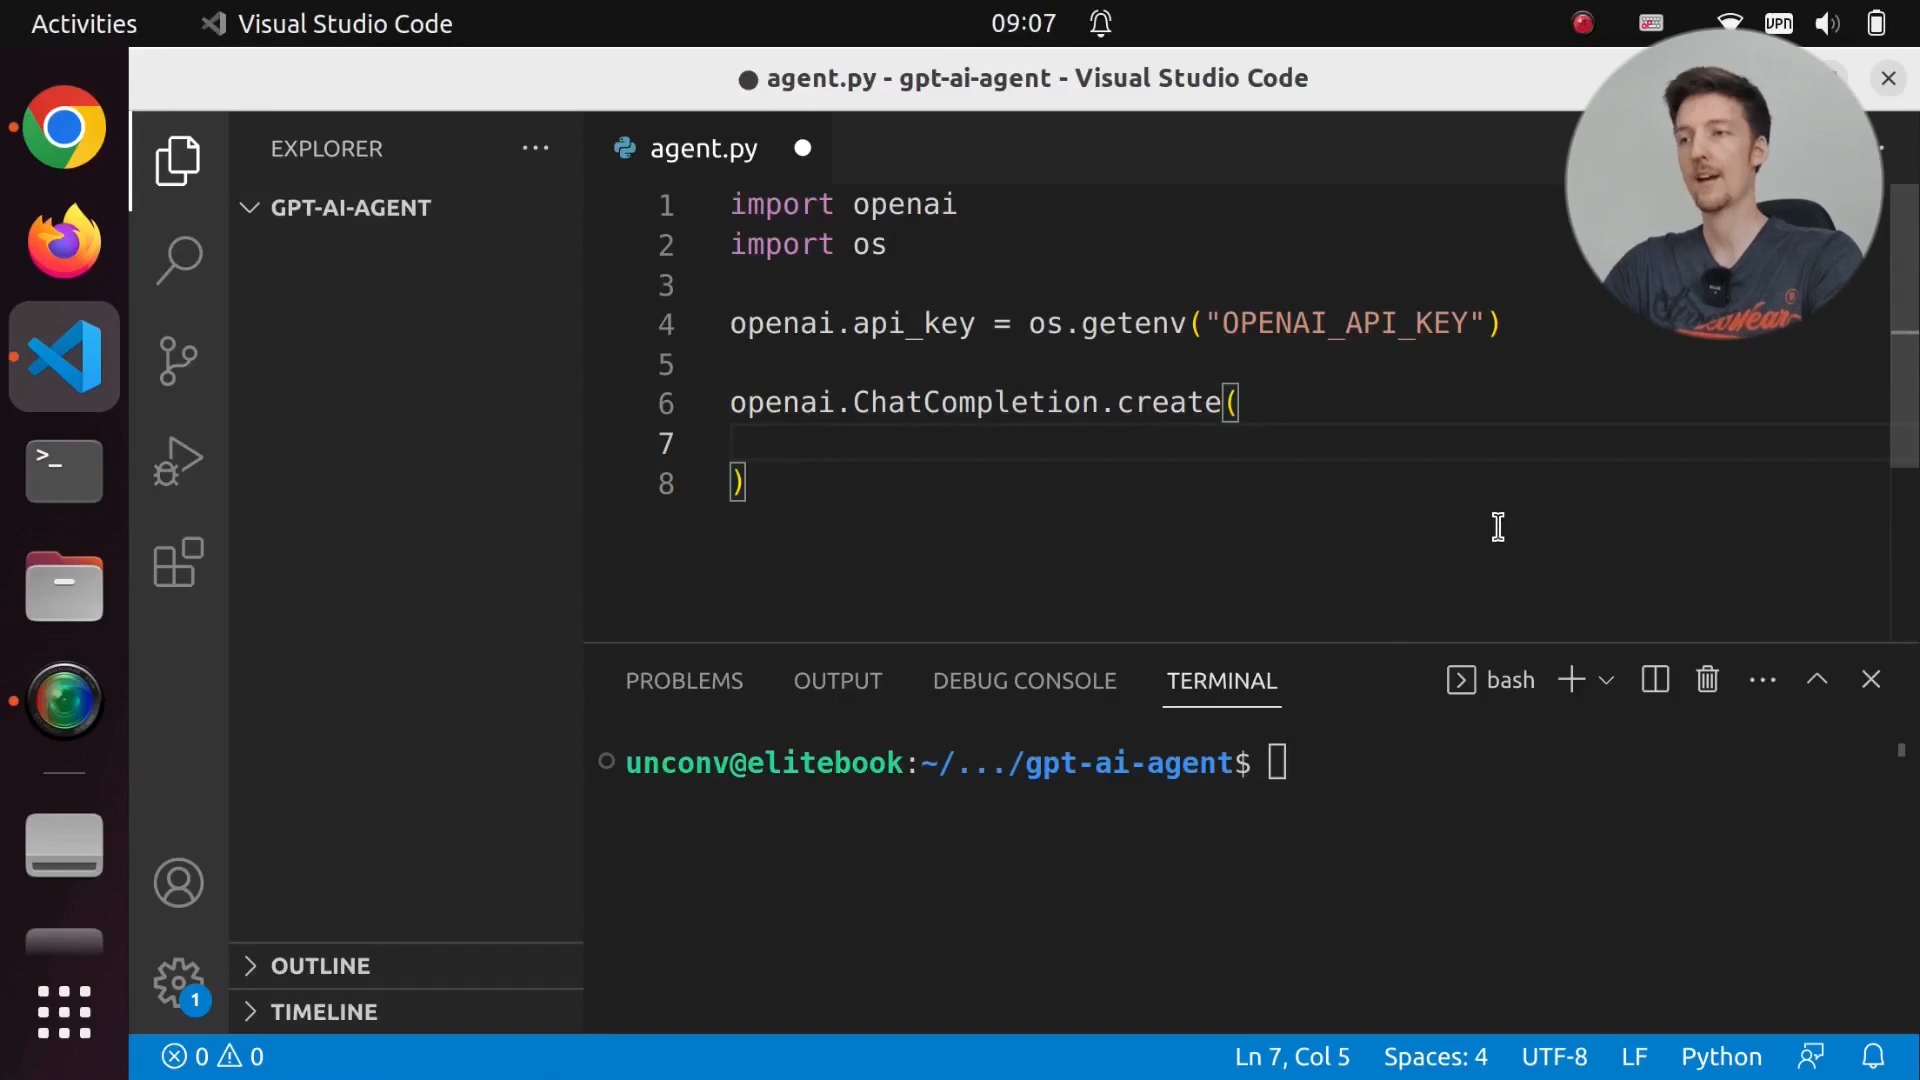 Activities
Visual Studio Code
09:07
VPN
● agent.py - gpt-ai-agent - Visual Studio Code
EXPLORER
GPT-AI-AGENT
agent.py
1 import openai
2 import os
3
4 openai.api_key = os.getenv("OPENAI_API_KEY")
5
6 openai.ChatCompletion.create(
7
8 )
PROBLEMS
OUTPUT
DEBUG CONSOLE
TERMINAL
bash
unconv@elitebook:~/.../gpt-ai-agent$
OUTLINE
TIMELINE
1
0 0
Ln 7, Col 5
Spaces: 4
UTF-8
LF
Python